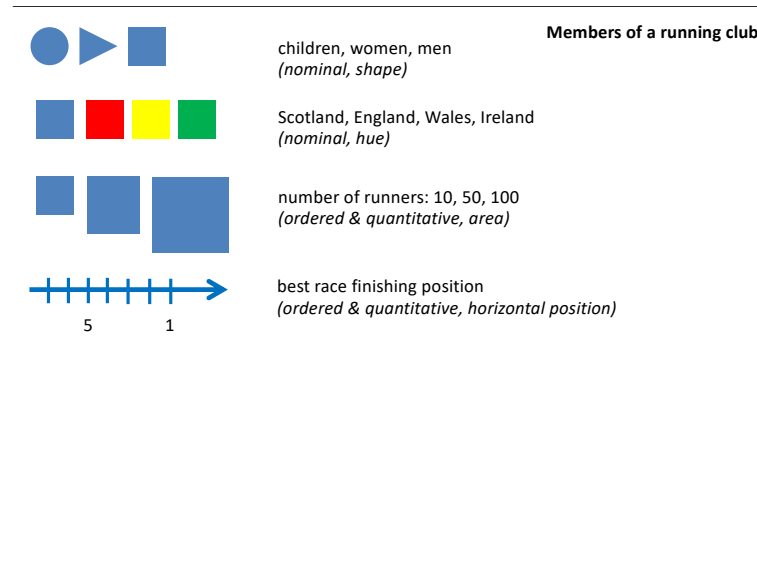 Members of a running club
children, women, men
(nominal, shape)
Scotland, England, Wales, Ireland
(nominal, hue)
number of runners: 10, 50, 100
(ordered & quantitative, area)
best race finishing position
(ordered & quantitative, horizontal position)
5 1